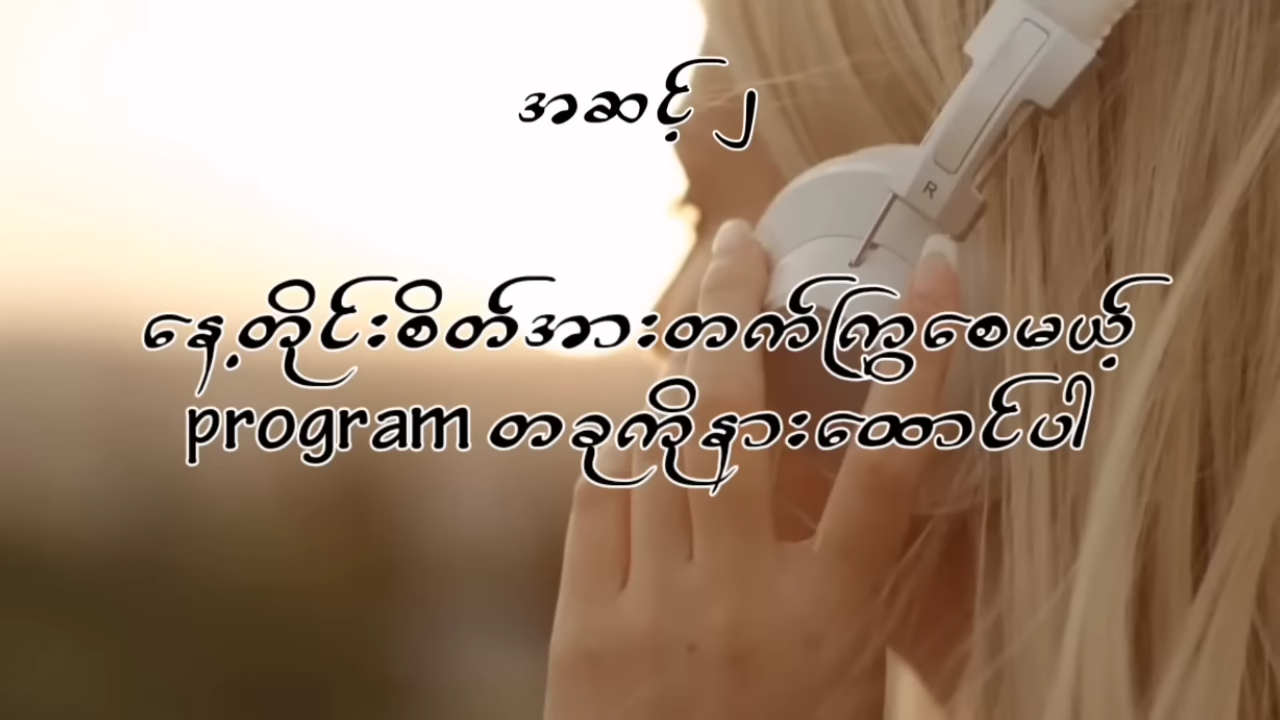 အဆင့် ၂
R
နေ့တိုင်းစိတ်အားတက်ကြွစေမယ့်
program တခုကိုနားထောင်ပါ